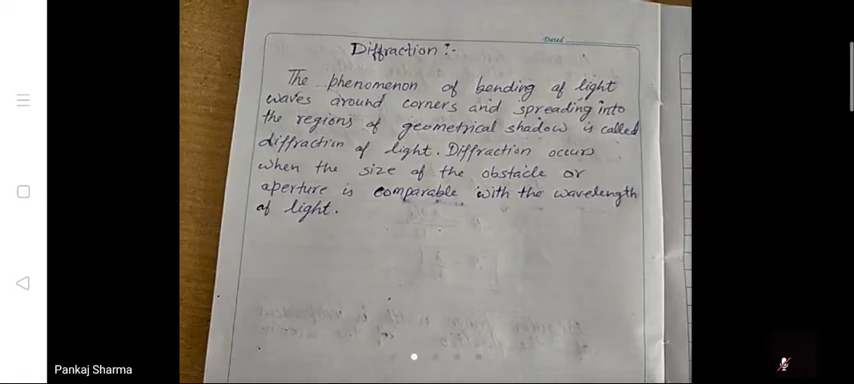 Dated
Diffraction :-
The phenomenon of bending of light
waves around corners and spreading into
the regions of geometrical shadow is called
diffraction of light. Diffraction occurs
when the size of the obstacle or
aperture is comparable with the wavelength
of light.
Pankaj Sharma